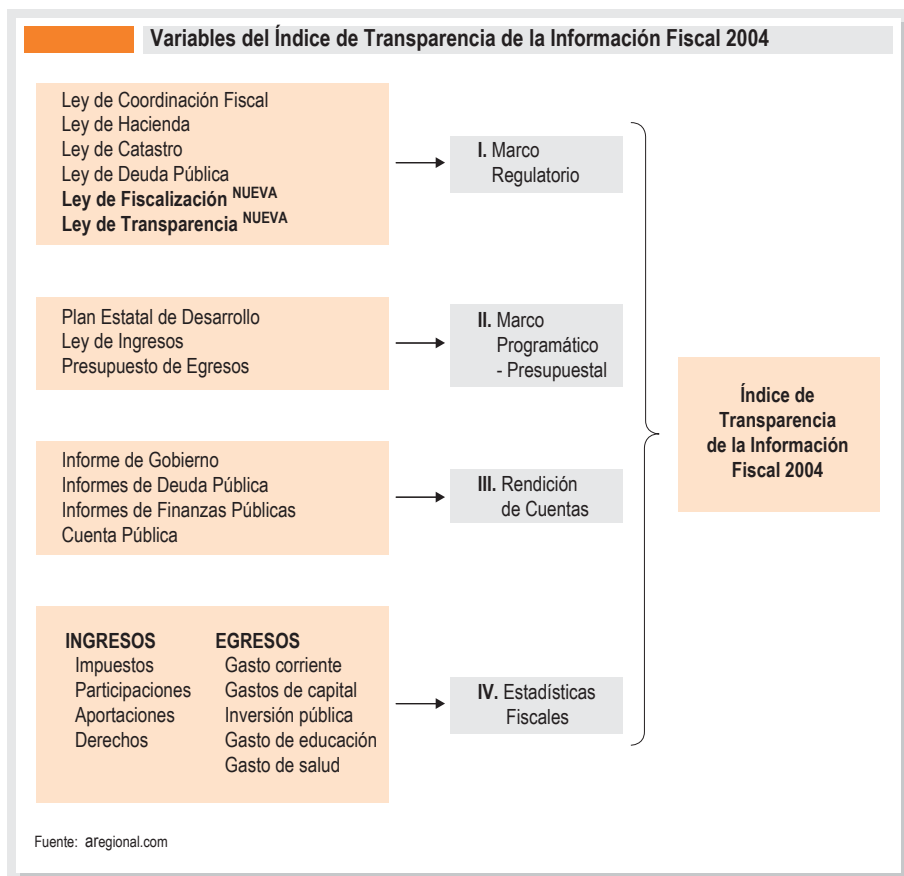 Variables del Índice de Transparencia de la Información Fiscal 2004
Ley de Coordinación Fiscal
Ley de Hacienda
Ley de Catastro
Ley de Deuda Pública
Ley de Fiscalización NUEVA
Ley de Transparencia NUEVA
I. Marco
Regulatorio
Plan Estatal de Desarrollo
Ley de Ingresos
Presupuesto de Egresos
II. Marco
Programático
- Presupuestal
Informe de Gobierno
Informes de Deuda Pública
Informes de Finanzas Públicas
Cuenta Pública
III. Rendición
de Cuentas
INGRESOS
Impuestos
Participaciones
Aportaciones
Derechos
EGRESOS
Gasto corriente
Gastos de capital
Inversión pública
Gasto de educación
Gasto de salud
IV. Estadísticas
Fiscales
Índice de
Transparencia
de la Información
Fiscal 2004
Fuente: aregional.com